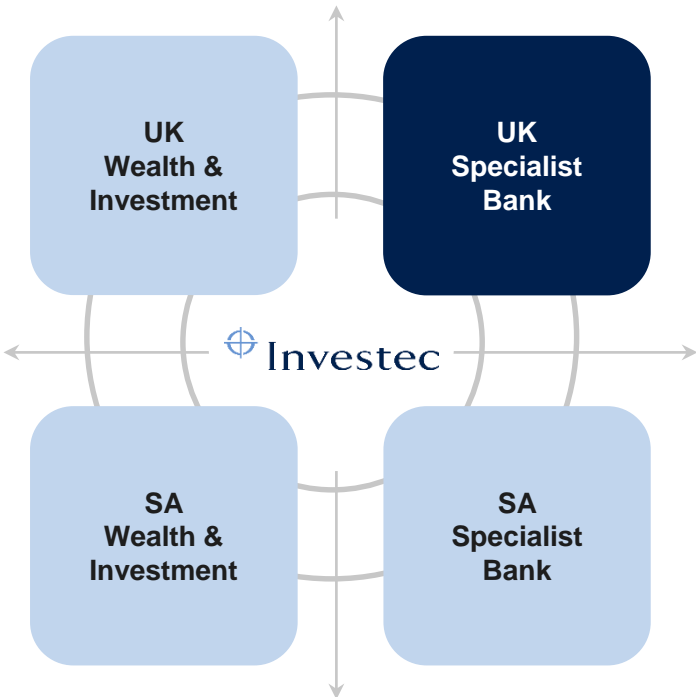 UK
Wealth &
Investment
UK
Specialist
Bank
Investec
SA
Wealth &
Investment
SA
Specialist
Bank